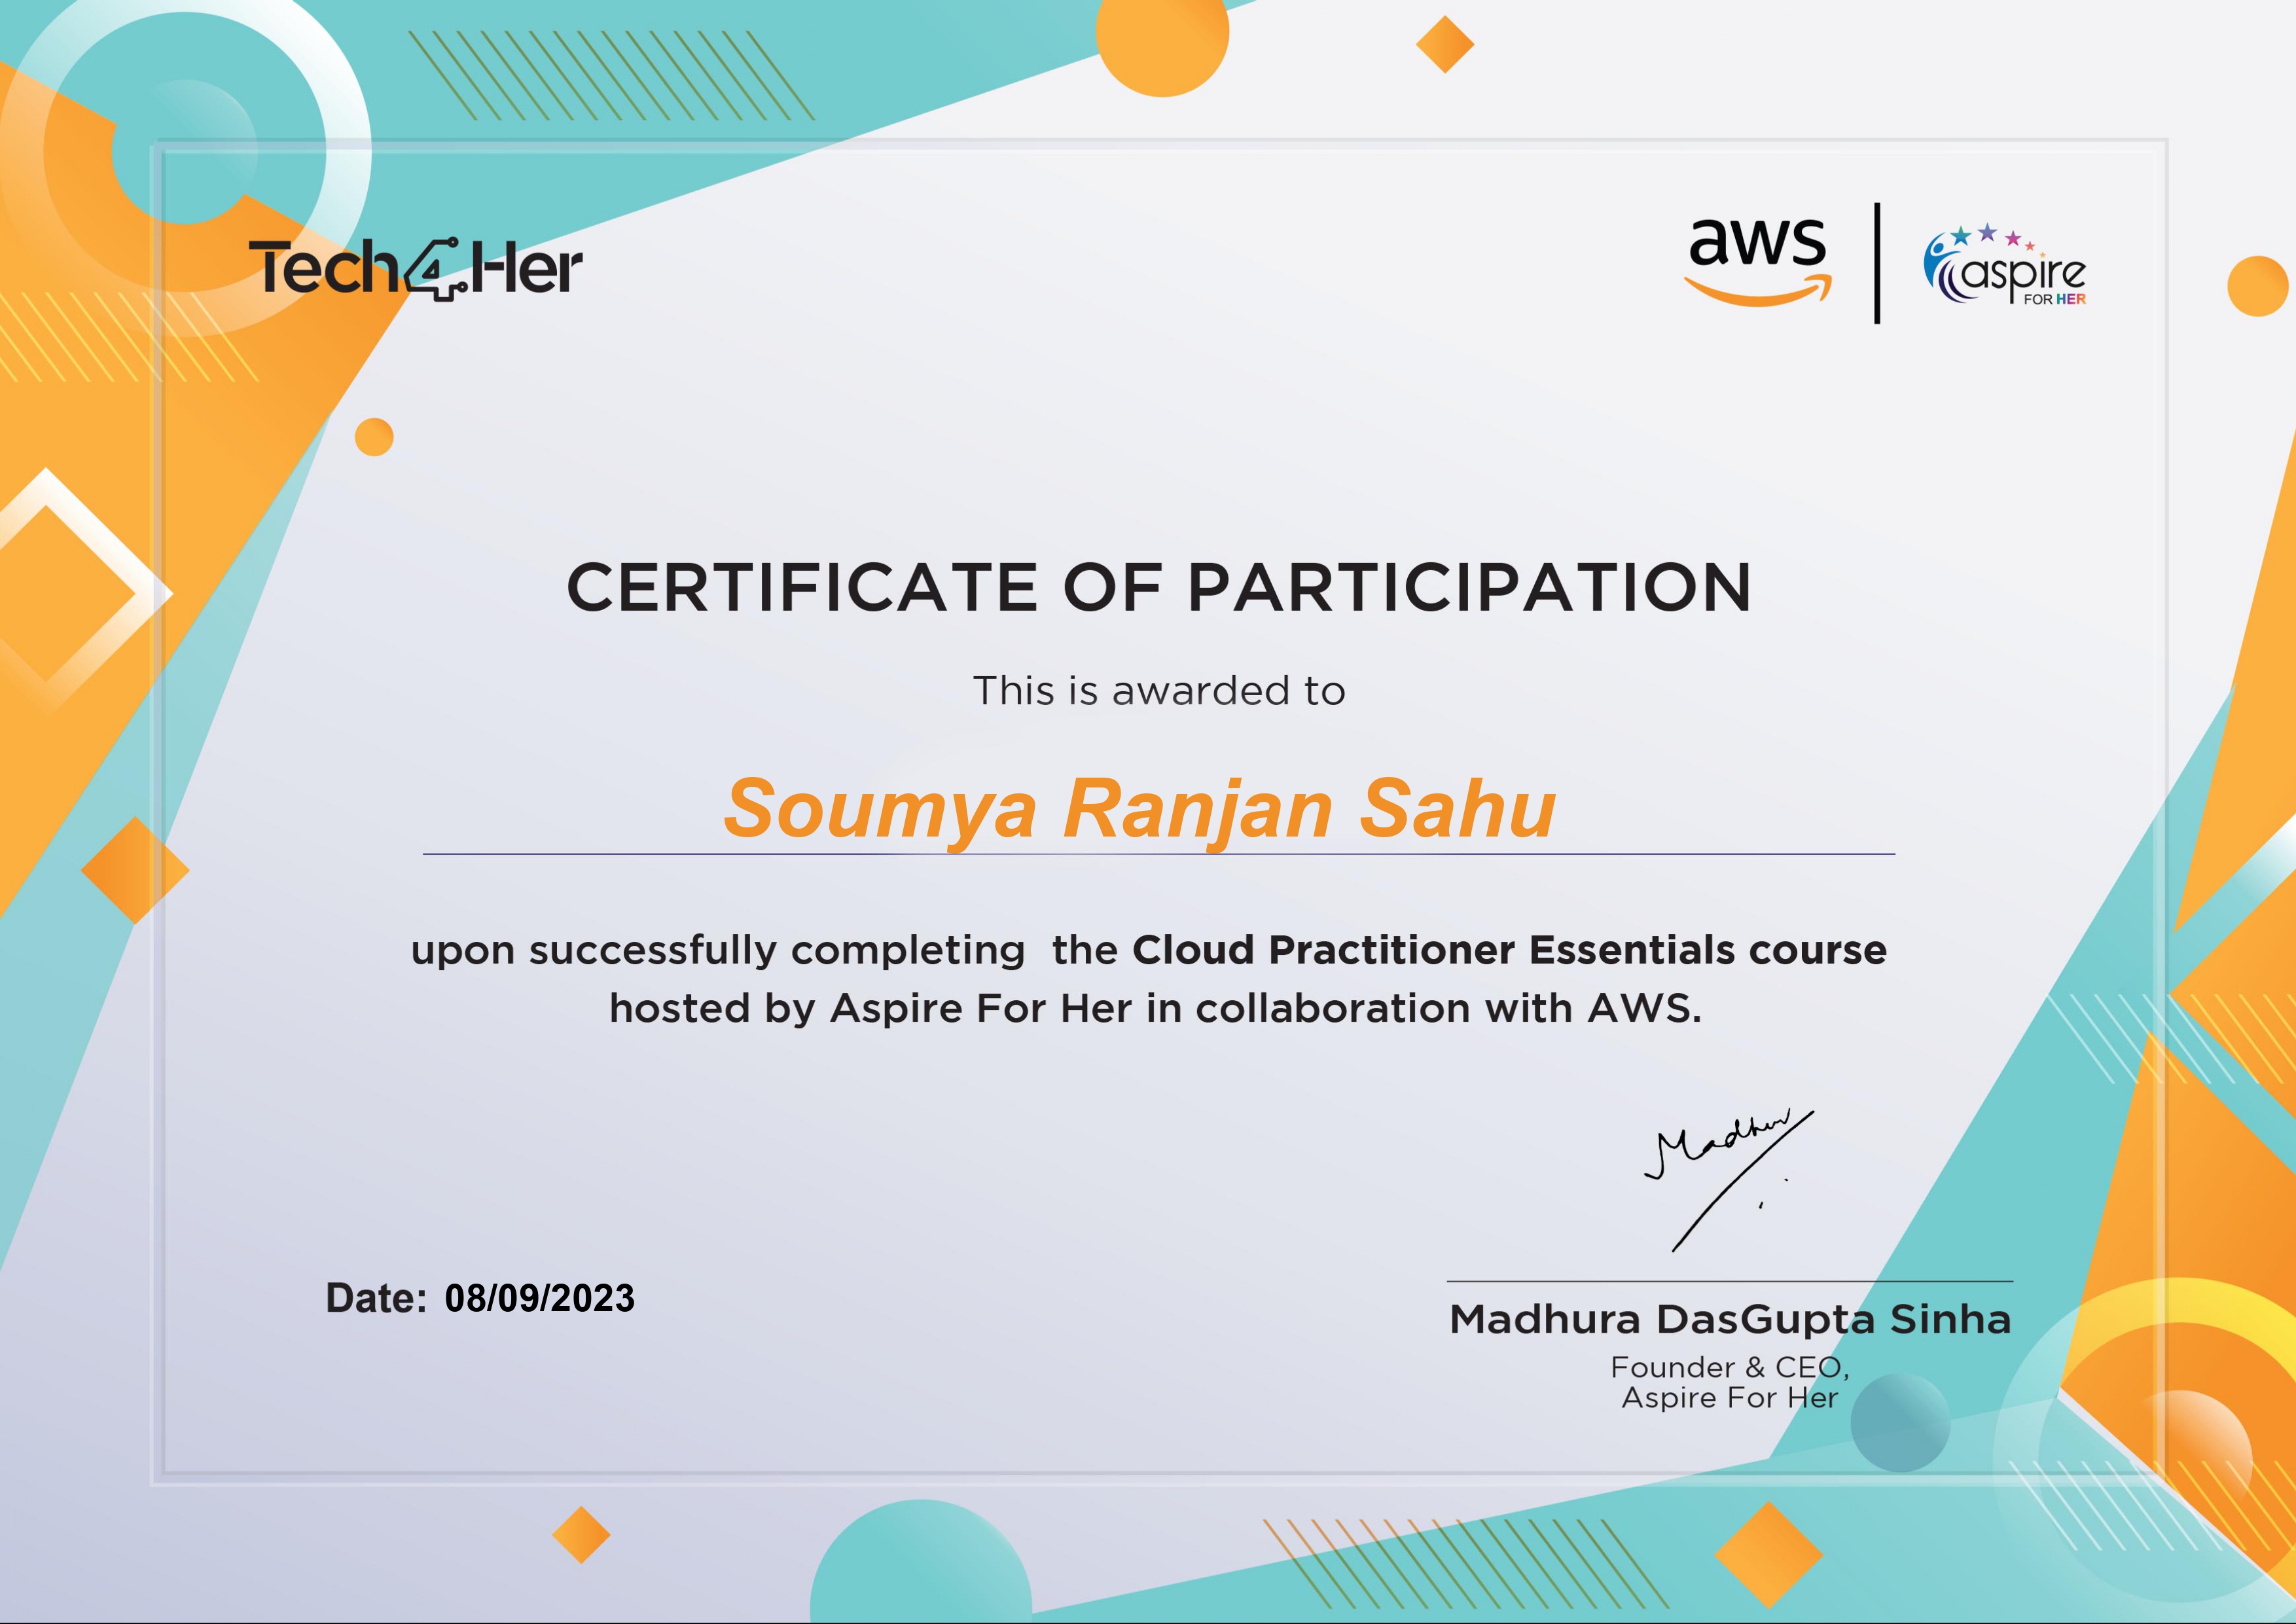 Tech4Her
aws
aspire
FOR HER
CERTIFICATE OF PARTICIPATION
This is awarded to
Soumya Ranjan Sahu
upon successfully completing the Cloud Practitioner Essentials course
hosted by Aspire For Her in collaboration with AWS.
Madhur
Date: 08/09/2023
Madhura DasGupta Sinha
Founder & CEO,
Aspire For Her